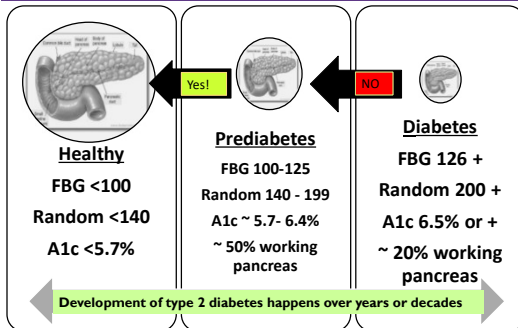 Yes!
NO
Healthy
FBG <100
Random <140
A1c <5.7%
Prediabetes
FBG 100-125
Random 140 - 199
A1c ~ 5.7- 6.4%
~ 50% working
pancreas
Diabetes
FBG 126 +
Random 200 +
A1c 6.5% or +
~ 20% working
pancreas
Development of type 2 diabetes happens over years or decades